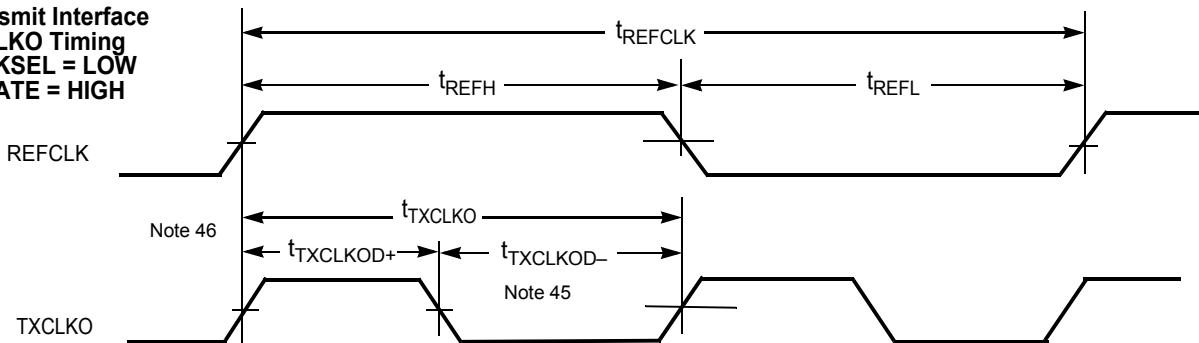 smit Interface
LKO Timing
KSEL = LOW
ATE = HIGH
tREFCLK
tREFH
tREFL
REFCLK
Note 46
tTXCLKO
tTXCLKOD+
tTXCLKOD–
Note 45
TXCLKO